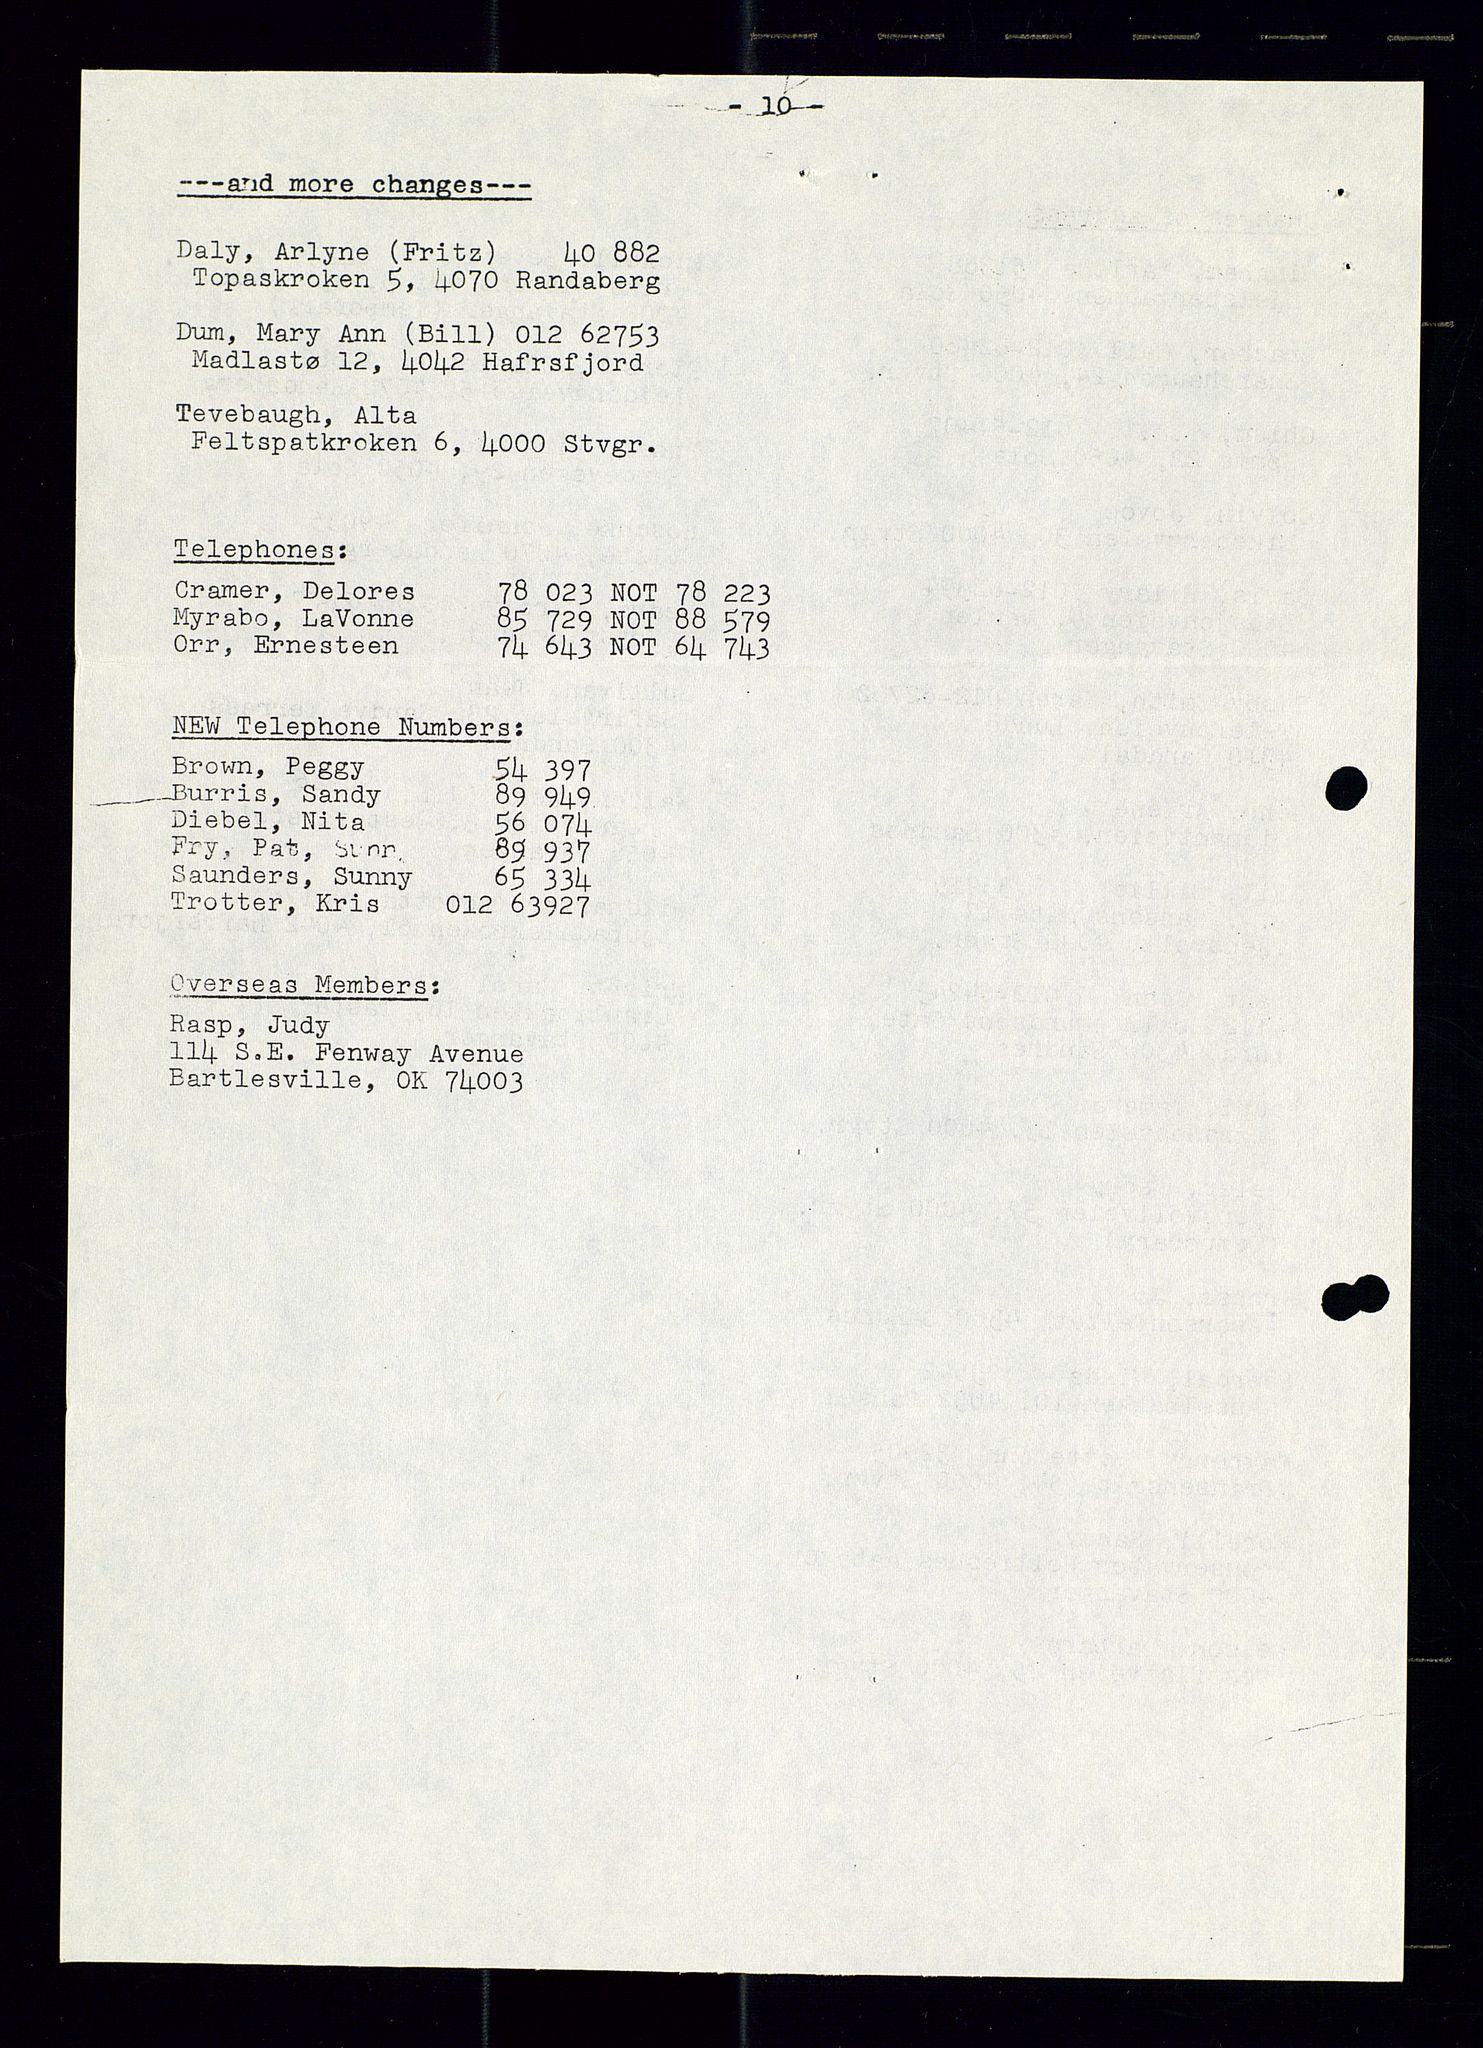 - 10 -
---and more changes---
Daly, Arlyne (Fritz) 40 882
Topaskroken 5, 4070 Randaberg
Dum, Mary Ann (Bill) 012 62753
Madlastø 12, 4042 Hafrsfjord
Tevebaugh, Alta
Feltspatkroken 6, 4000 Stvgr.
Telephones:
Cramer, Delores 78 023 NOT 78 223
Myrabo, LaVonne 85 729 NOT 88 579
Orr, Ernesteen 74 643 NOT 64 743
NEW Telephone Numbers:
Brown, Peggy 54 397
Burris, Sandy 89 949
Diebel, Nita 56 074
Fry, Pat, 89 937
Saunders, Sunny 65 334
Trotter, Kris 012 63927
Overseas Members:
Rasp, Judy
114 S.E. Fenway Avenue
Bartlesville, OK 74003